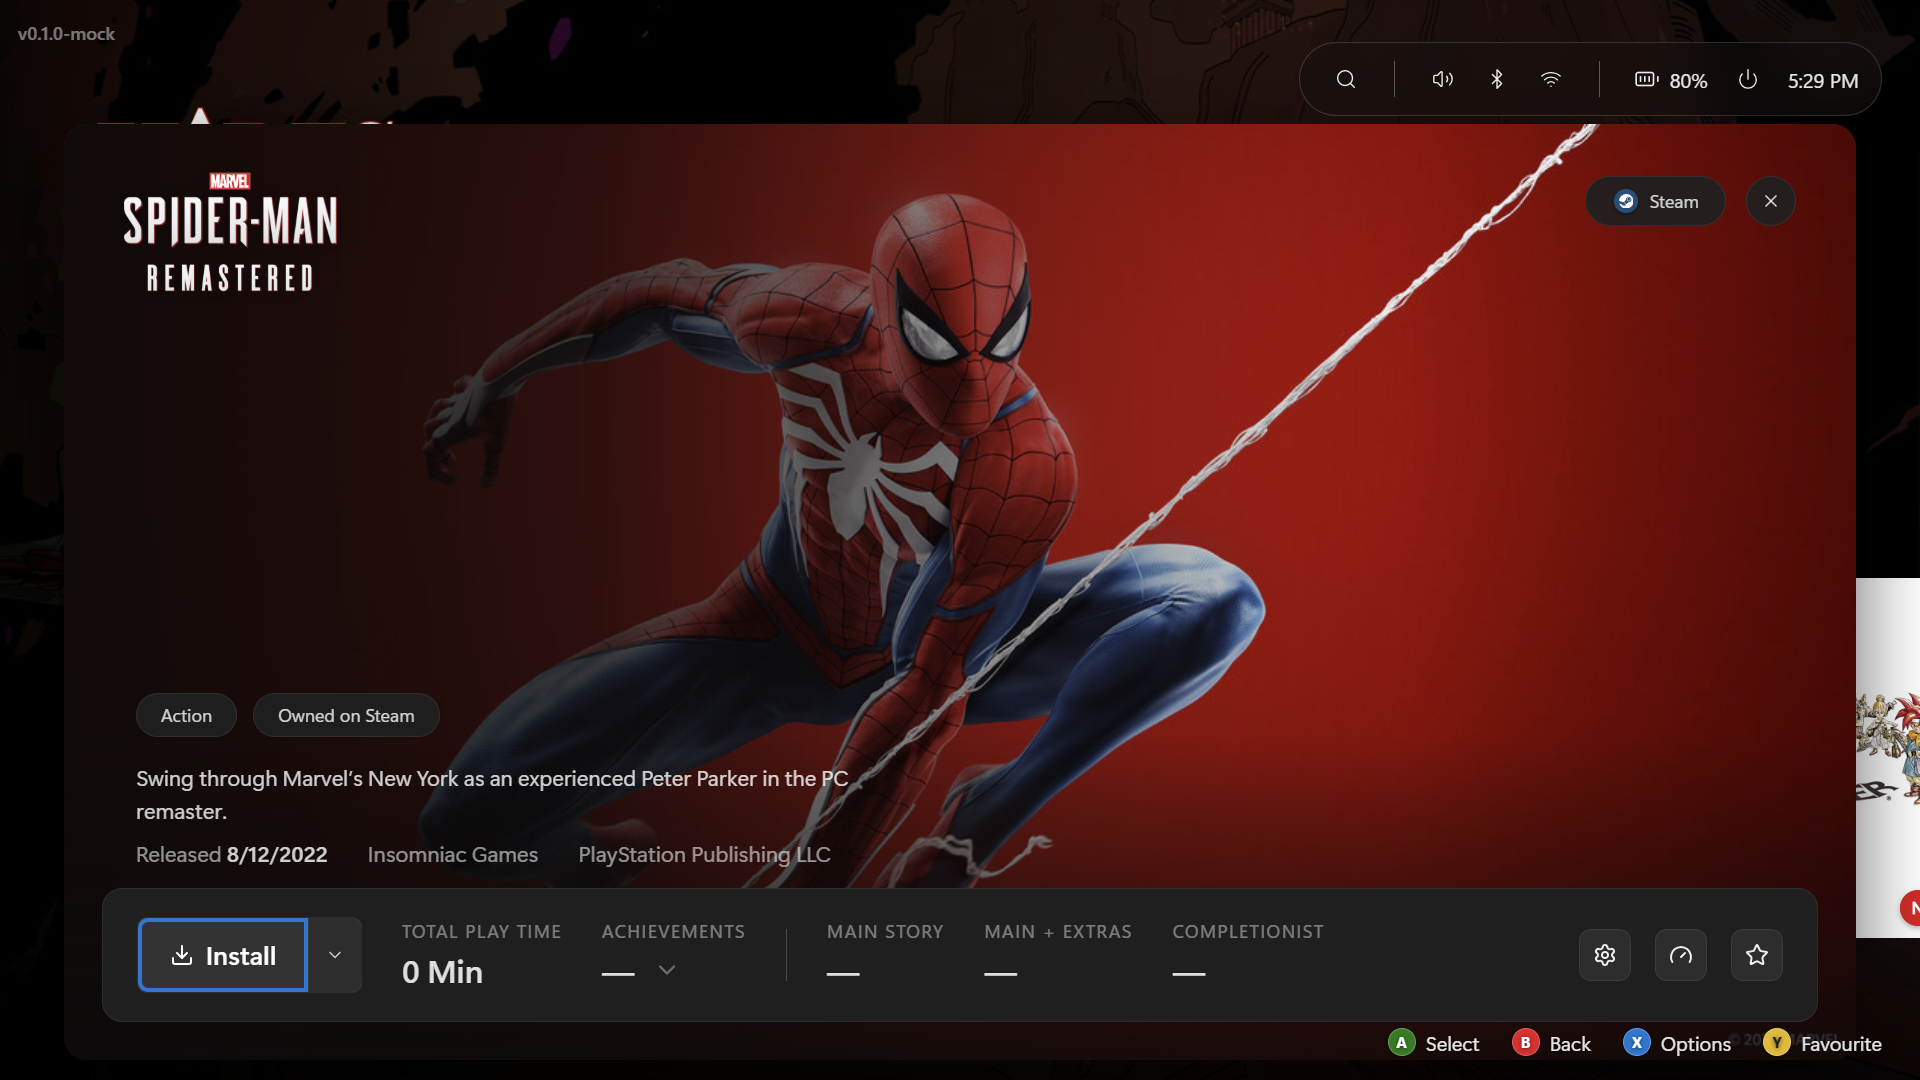 v0.1.0-mock
80%
5:29 PM
MARVEL
SPIDER-MAN
REMASTERED
Steam
Action
Owned on Steam
Swing through Marvel's New York as an experienced Peter Parker in the PC
remaster.
Released 8/12/2022
Insomniac Games
PlayStation Publishing LLC
Install
TOTAL PLAY TIME
0 Min
ACHIEVEMENTS
—
MAIN STORY
—
MAIN + EXTRAS
—
COMPLETIONIST
—
A Select
B Back
X Options
Y Favourite